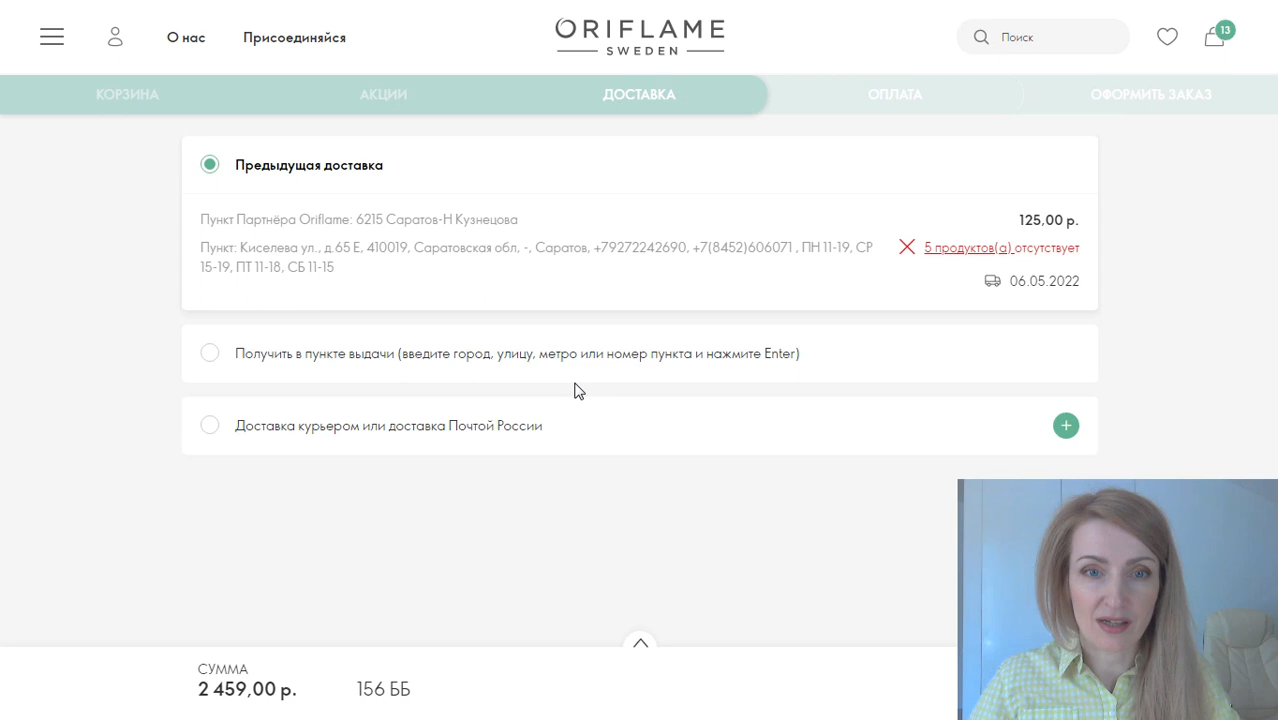 О нас
Присоединяйся
ORIFLAME
SWEDEN
Поиск
13
КОРЗИНА
АКЦИИ
ДОСТАВКА
ОПЛАТА
ОФОРМИТЬ ЗАКАЗ
Предыдущая доставка
Пункт Партнёра Oriflame: 6215 Саратов-Н Кузнецова
125,00 р.
Пункт: Киселева ул., д.65 Е, 410019, Саратовская обл, -, Саратов, +79272242690, +7(8452)606071 , ПН 11-19, СР
15-19, ПТ 11-18, СБ 11-15
5 продуктов(а) отсутствует
06.05.2022
Получить в пункте выдачи (введите город, улицу, метро или номер пункта и нажмите Enter)
Доставка курьером или доставка Почтой России
СУММА
2 459,00 р.
156 ББ